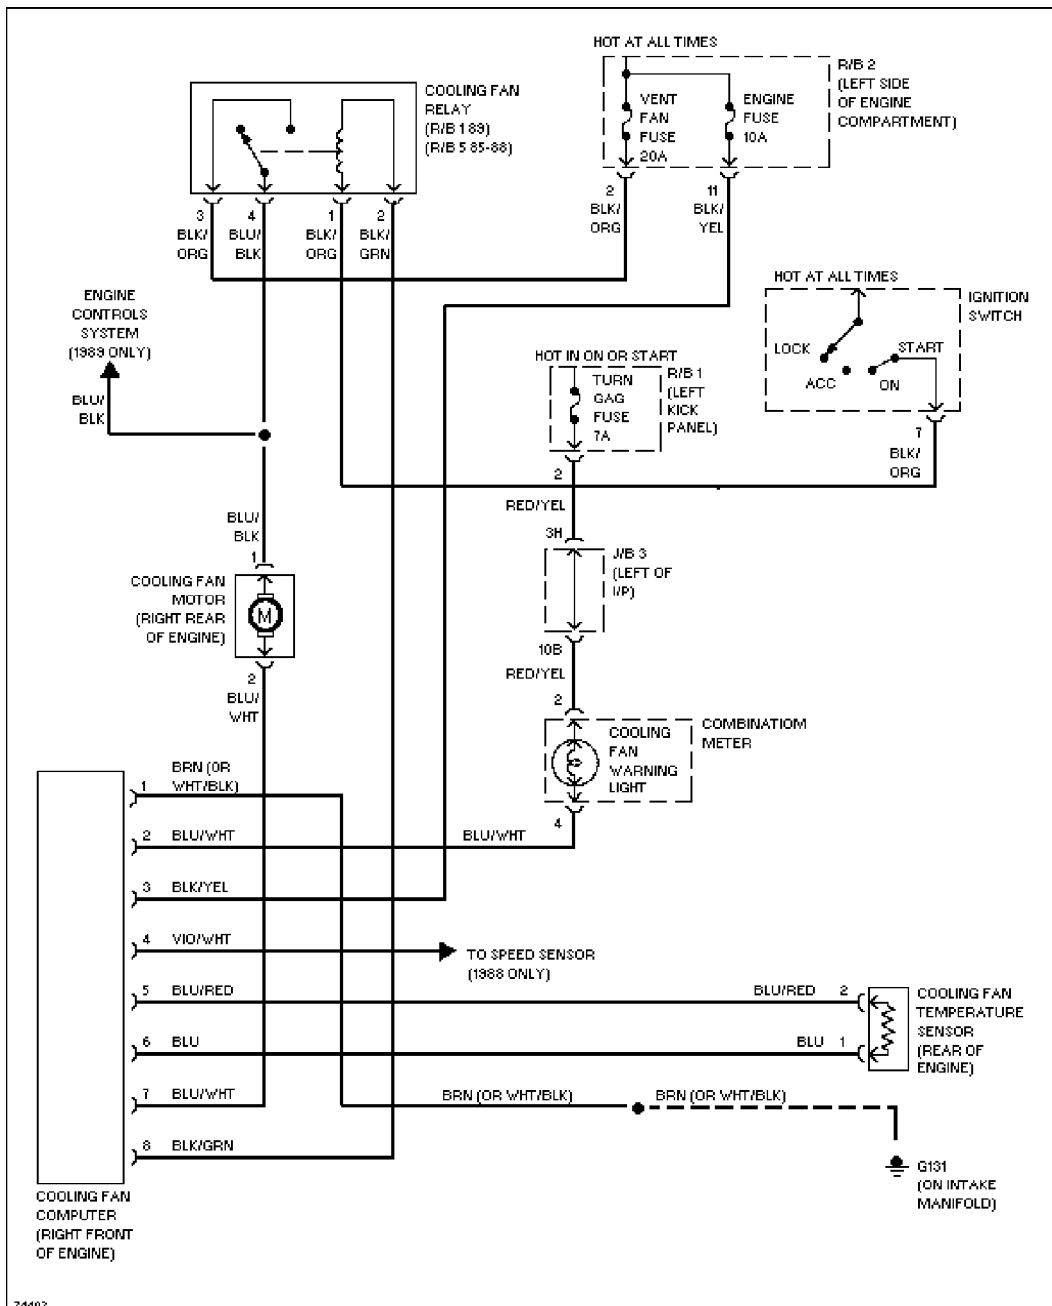 HOT AT ALL TIMES
R/B 2
(LEFT SIDE
OF ENGINE
COMPARTMENT)
VENT
FAN
FUSE
20A
ENGINE
FUSE
10A
COOLING FAN
RELAY
(R/B 1 89)
(R/B 5 85-88)
3
BLK/
ORG
4
BLU/
BLK
1
BLK/
ORG
2
BLK/
GRN
2
BLK/
ORG
11
BLK/
YEL
HOT AT ALL TIMES
IGNITION
SWITCH
LOCK
ACC
ON
START
7
BLK/
ORG
ENGINE
CONTROLS
SYSTEM
(1989 ONLY)
BLU/
BLK
HOT IN ON OR START
TURN
GAG
FUSE
7A
R/B 1
(LEFT
KICK
PANEL)
2
RED/YEL
3H
J/B 3
(LEFT OF
I/P)
10B
RED/YEL
2
BLU/
BLK
1
COOLING FAN
MOTOR
(RIGHT REAR
OF ENGINE)
M
2
BLU/
WHT
COOLING
FAN
WARNING
LIGHT
COMBINATIOM
METER
4
BLU/WHT
1 BRN (OR
WHT/BLK)
2 BLU/WHT
3 BLK/YEL
4 VIO/WHT
TO SPEED SENSOR
(1988 ONLY)
5 BLU/RED
BLU/RED 2
6 BLU
BLU 1
COOLING FAN
TEMPERATURE
SENSOR
(REAR OF
ENGINE)
7 BLU/WHT
BRN (OR WHT/BLK)
BRN (OR WHT/BLK)
8 BLK/GRN
G131
(ON INTAKE
MANIFOLD)
COOLING FAN
COMPUTER
(RIGHT FRONT
OF ENGINE)